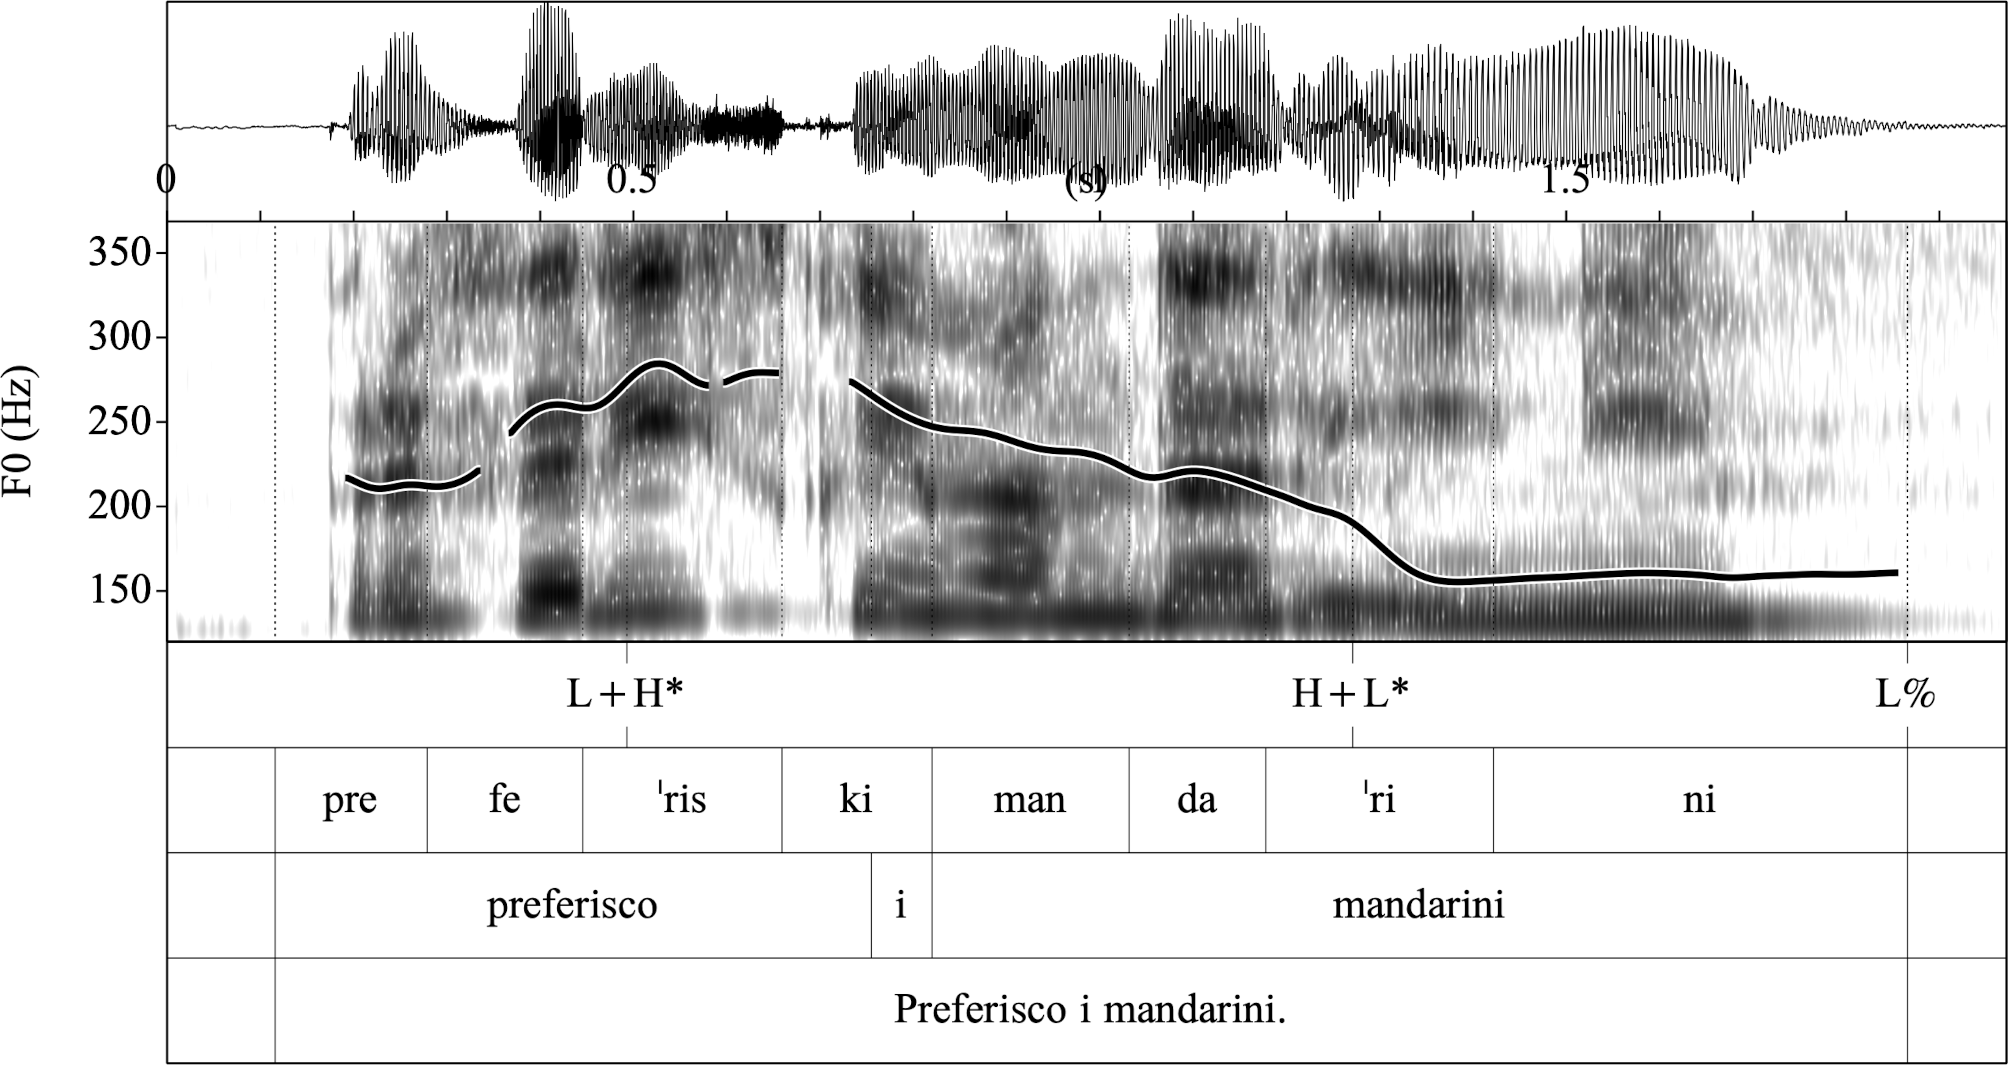 0 0.5 (s) 1.5
350
300
250
200
150
F0 (Hz)
L+H* H+L* L%
pre fe ˈris ki man da ˈri ni
preferisco i mandarini
Preferisco i mandarini.